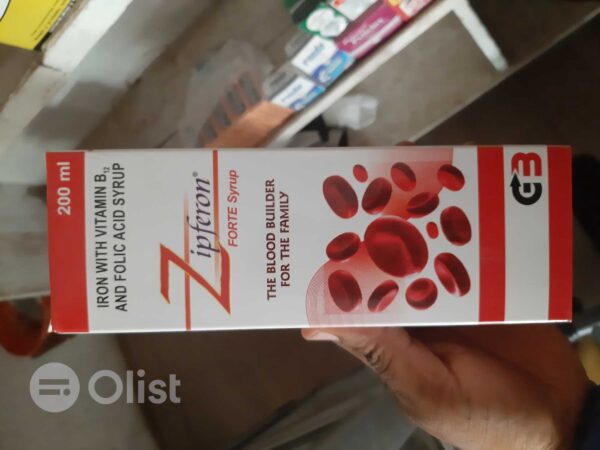 200 ml
IRON WITH VITAMIN B12
AND FOLIC ACID SYRUP
Zipferon®
FORTE Syrup
THE BLOOD BUILDER
FOR THE FAMILY
GB
Olist